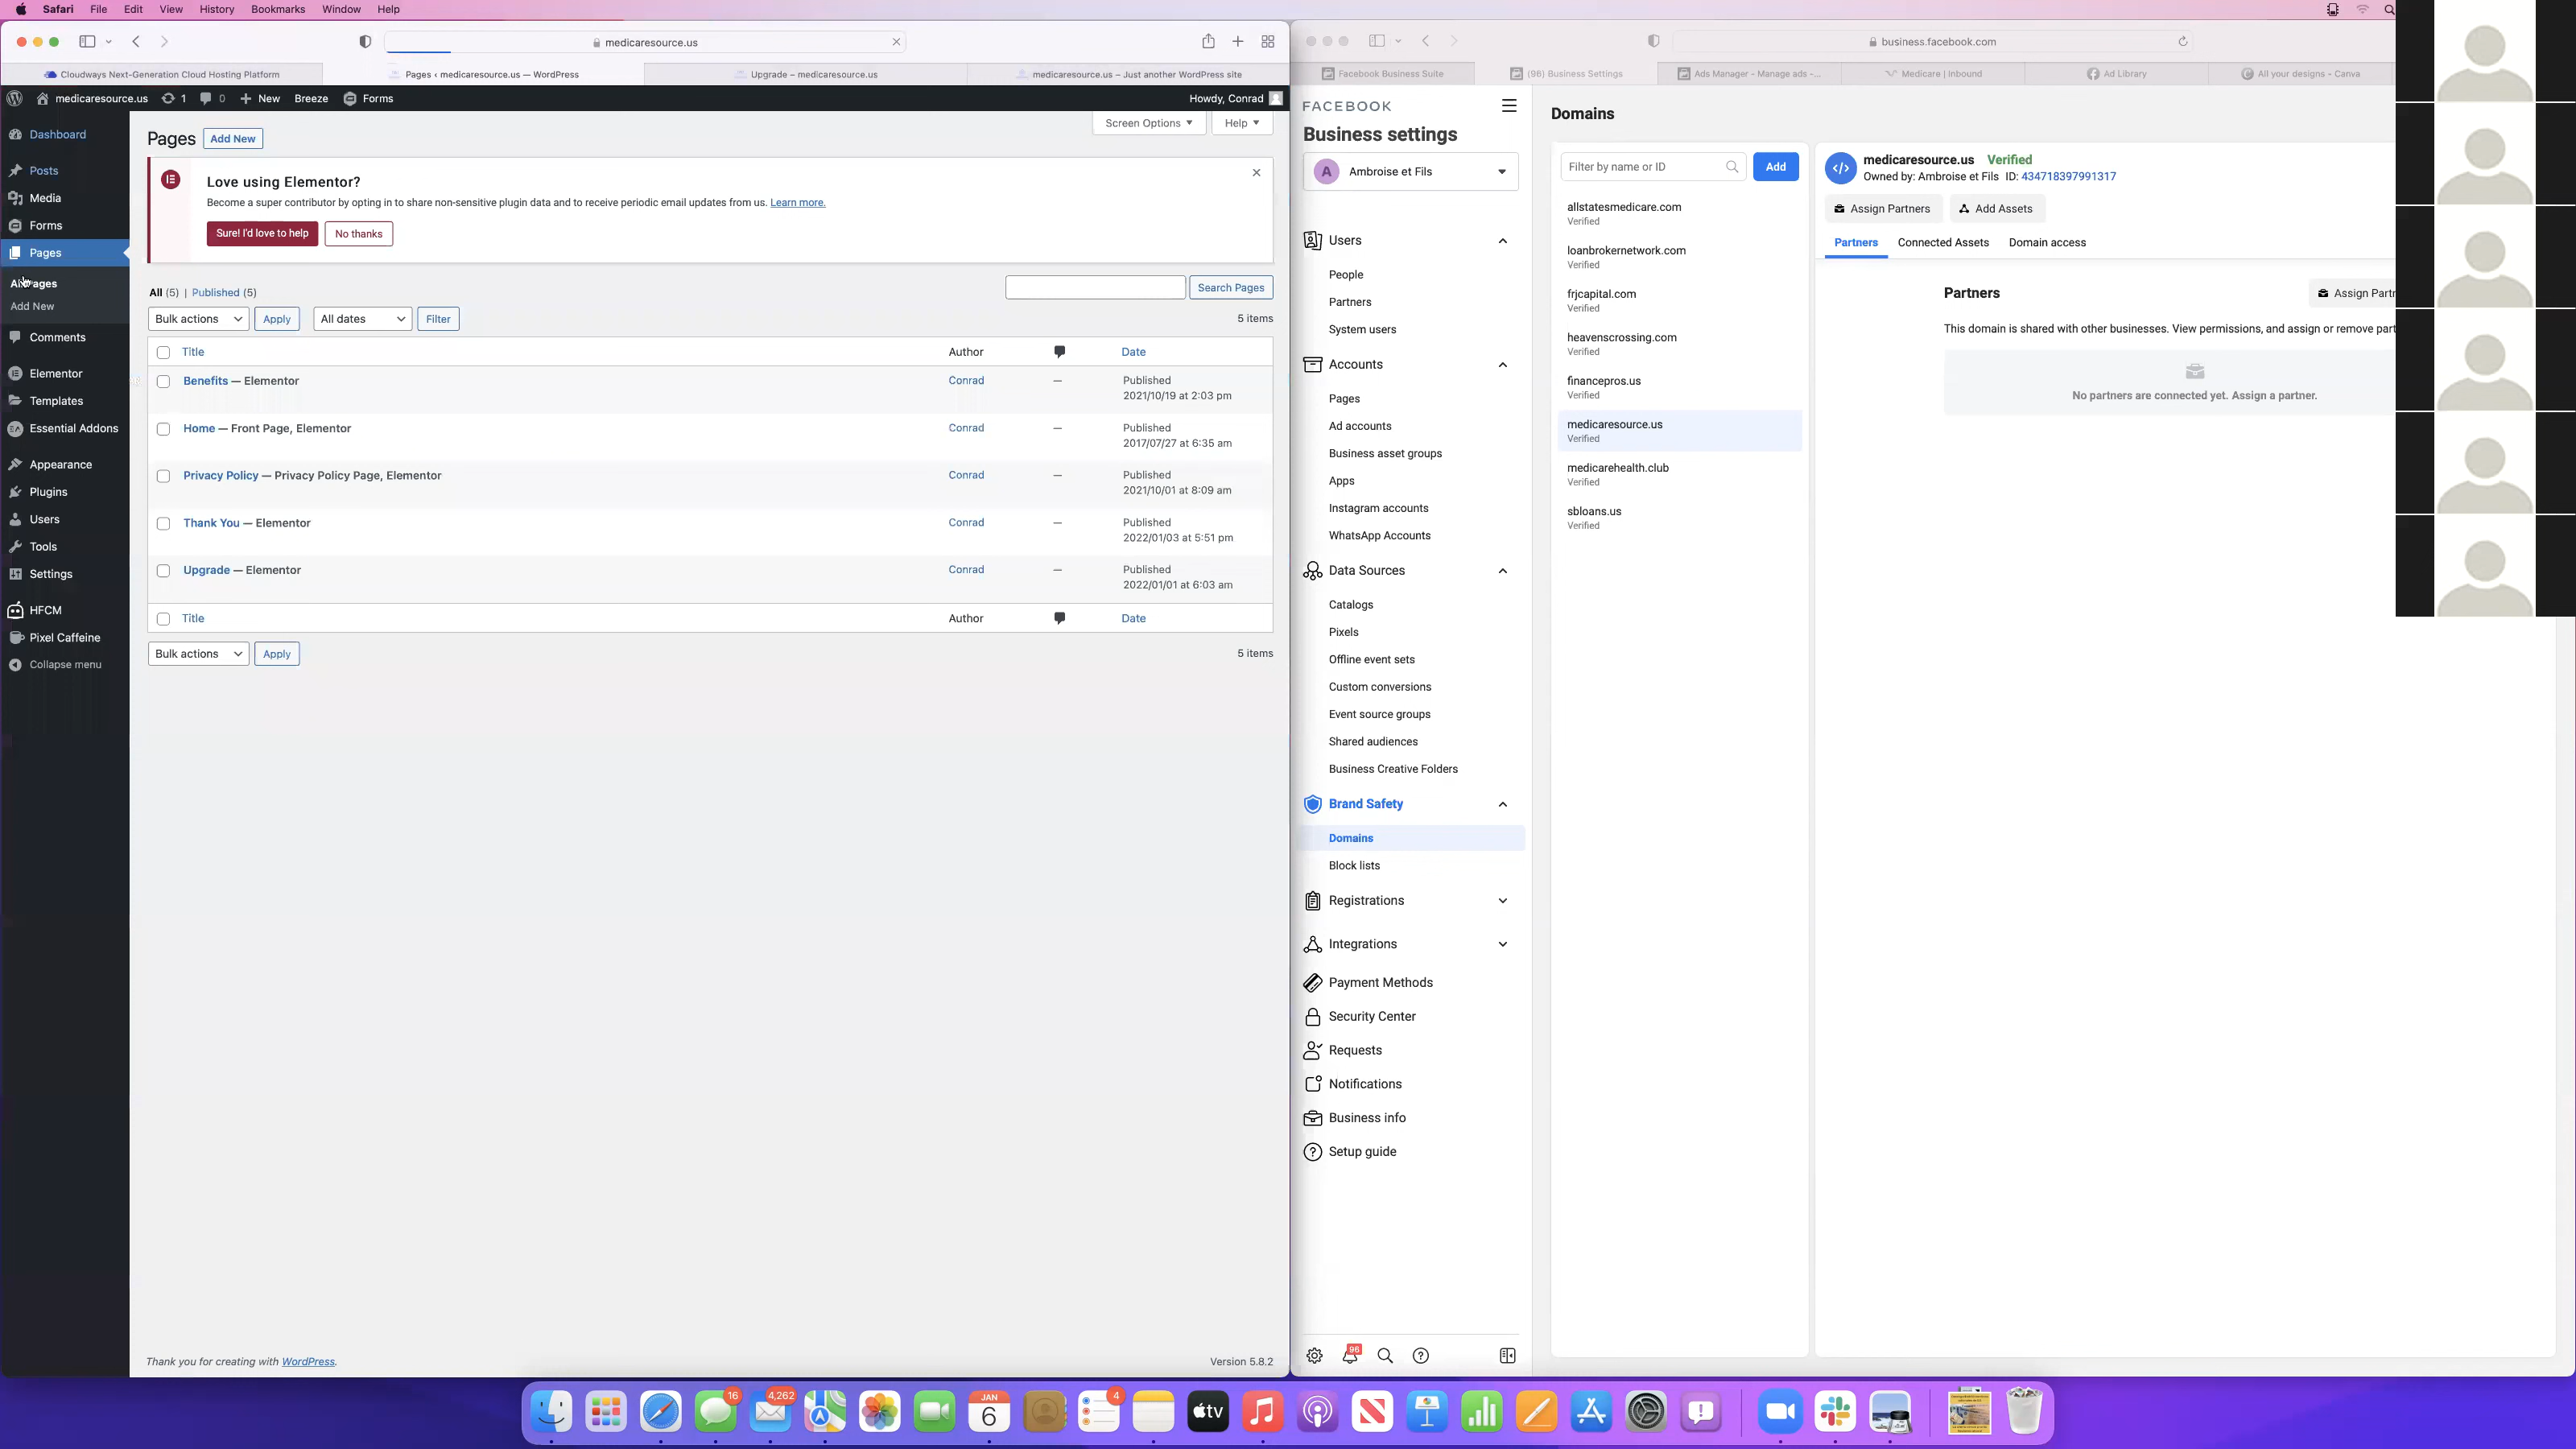 Safari File Edit View History Bookmarks Window Help
medicaresource.us
business.facebook.com
Cloudways Next-Generation Cloud Hosting Platform
Pages ‹ medicaresource.us — WordPress
Upgrade – medicaresource.us
medicaresource.us – Just another WordPress site
Facebook Business Suite
(96) Business Settings
Ads Manager - Manage ads -...
Medicare | Inbound
Ad Library
All your designs - Canva
medicaresource.us 1 0 New Breeze Forms
Howdy, Conrad
Dashboard
Posts
Media
Forms
Pages
All Pages
Add New
Comments
Elementor
Templates
Essential Addons
Appearance
Plugins
Users
Tools
Settings
HFCM
Pixel Caffeine
Collapse menu
Screen Options ▼ Help ▼
Pages Add New
Love using Elementor?
Become a super contributor by opting in to share non-sensitive plugin data and to receive periodic email updates from us. Learn more.
Sure! I'd love to help No thanks
All (5) | Published (5)
Search Pages
Bulk actions Apply All dates Filter
5 items
Title Author Date
Benefits — Elementor Conrad — Published
2021/10/19 at 2:03 pm
Home — Front Page, Elementor Conrad — Published
2017/07/27 at 6:35 am
Privacy Policy — Privacy Policy Page, Elementor Conrad — Published
2021/10/01 at 8:09 am
Thank You — Elementor Conrad — Published
2022/01/03 at 5:51 pm
Upgrade — Elementor Conrad — Published
2022/01/01 at 6:03 am
Title Author Date
Bulk actions Apply
5 items
Thank you for creating with WordPress.
Version 5.8.2
FACEBOOK
Business settings
A Ambroise et Fils
Users
People
Partners
System users
Accounts
Pages
Ad accounts
Business asset groups
Apps
Instagram accounts
WhatsApp Accounts
Data Sources
Catalogs
Pixels
Offline event sets
Custom conversions
Event source groups
Shared audiences
Business Creative Folders
Brand Safety
Domains
Block lists
Registrations
Integrations
Payment Methods
Security Center
Requests
Notifications
Business info
Setup guide
96
Domains
Filter by name or ID
Add
allstatesmedicare.com
Verified
loanbrokernetwork.com
Verified
frjcapital.com
Verified
heavenscrossing.com
Verified
financepros.us
Verified
medicaresource.us
Verified
medicarehealth.club
Verified
sbloans.us
Verified
medicaresource.us Verified
Owned by: Ambroise et Fils ID: 434718397991317
Assign Partners Add Assets
Partners Connected Assets Domain access
Partners
Assign Partr
This domain is shared with other businesses. View permissions, and assign or remove part
No partners are connected yet. Assign a partner.
16
4,262
JAN
6
4
tv